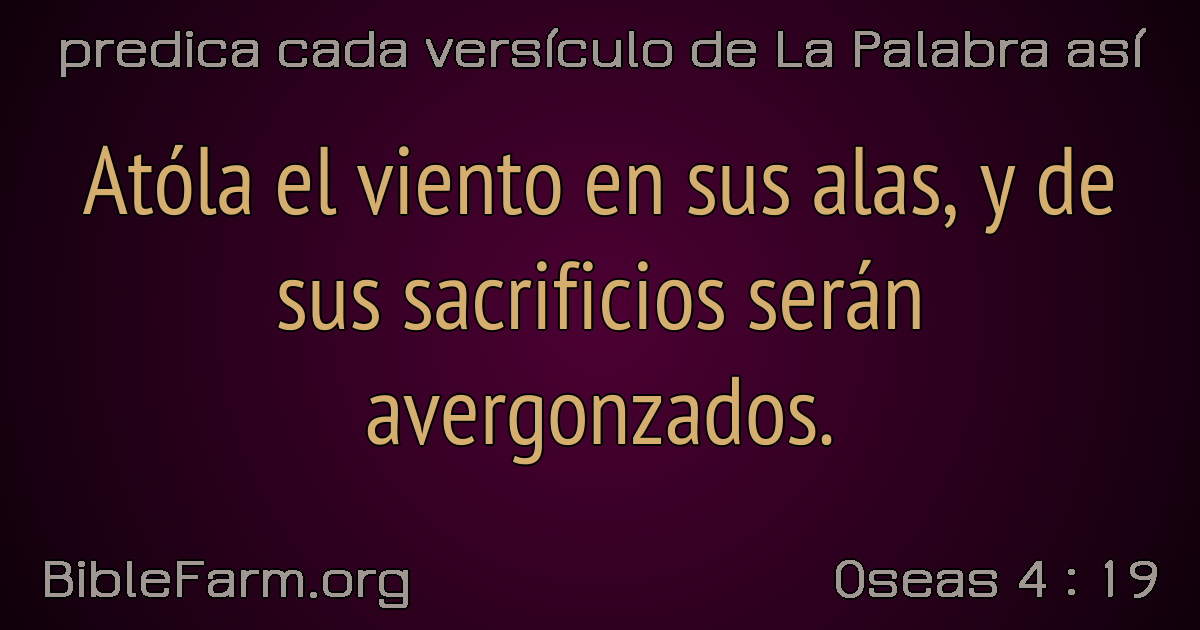 predica cada versículo de La Palabra así
Atóla el viento en sus alas, y de
sus sacrificios serán
avergonzados.
BibleFarm.org
Oseas 4 : 19